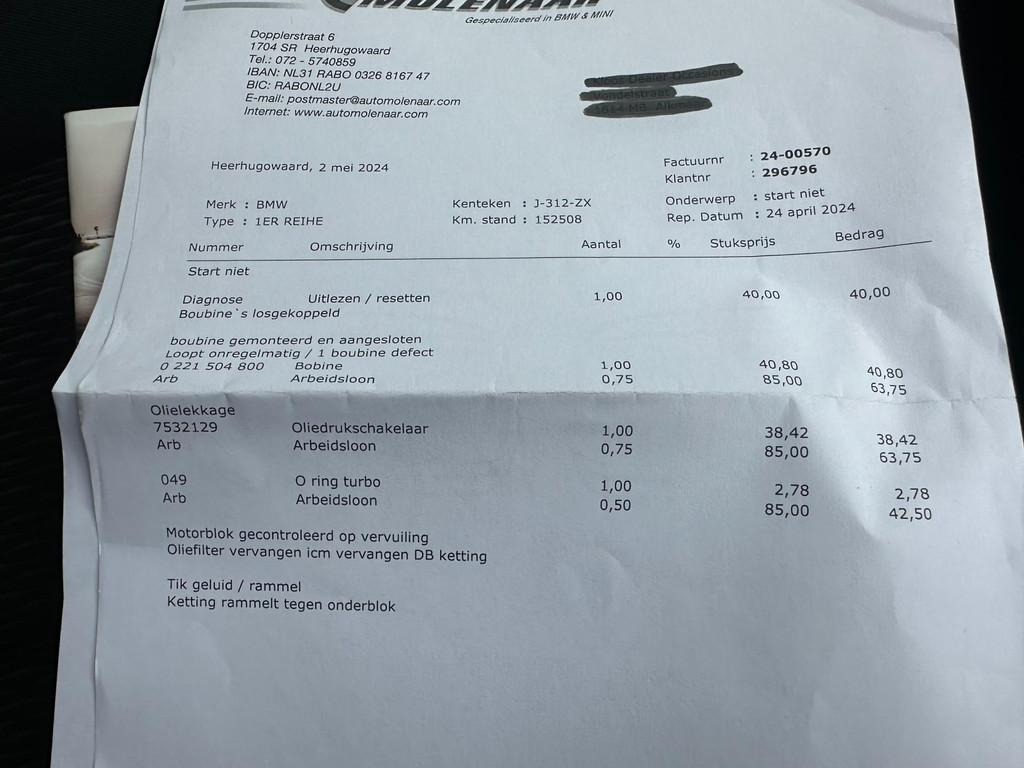 MOLENAAR
Gespecialiseerd in BMW & MINI
Dopplerstraat 6
1704 SR Heerhugowaard
Tel.: 072 - 5740859
IBAN: NL31 RABO 0326 8167 47
BIC: RABONL2U
E-mail: postmaster@automolenaar.com
Internet: www.automolenaar.com
Heerhugowaard, 2 mei 2024
Factuurnr : 24-00570
Klantnr : 296796
Merk : BMW Kenteken : J-312-ZX Onderwerp : start niet
Type : 1ER REIHE Km. stand : 152508 Rep. Datum : 24 april 2024
Nummer Omschrijving Aantal % Stuksprijs Bedrag
Start niet
Diagnose Uitlezen / resetten 1,00 40,00 40,00
Boubine`s losgekoppeld
boubine gemonteerd en aangesloten
Loopt onregelmatig / 1 boubine defect
0 221 504 800 Bobine 1,00 40,80 40,80
Arb Arbeidsloon 0,75 85,00 63,75
Olielekkage
7532129 Oliedrukschakelaar 1,00 38,42 38,42
Arb Arbeidsloon 0,75 85,00 63,75
049 O ring turbo 1,00 2,78 2,78
Arb Arbeidsloon 0,50 85,00 42,50
Motorblok gecontroleerd op vervuiling
Oliefilter vervangen icm vervangen DB ketting
Tik geluid / rammel
Ketting rammelt tegen onderblok